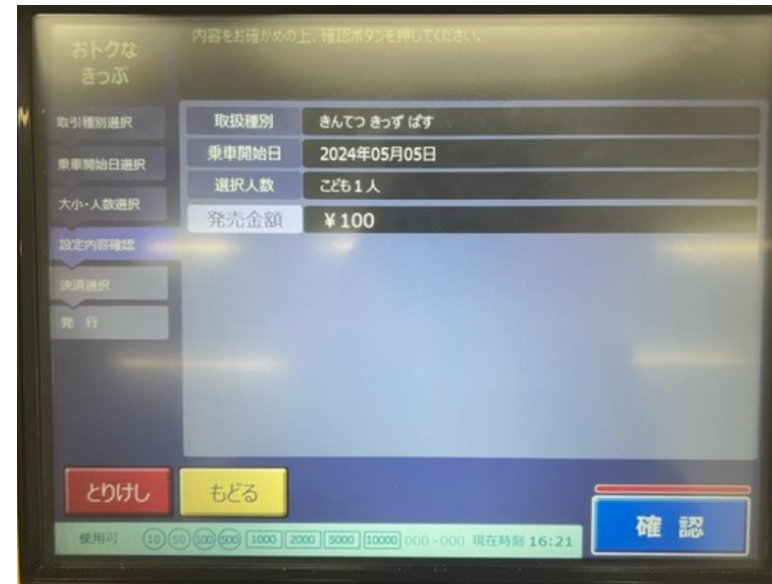 おトクな
きっぷ
内容をお確かめの上、確認ボタンを押してください。
取引種別選択
乗車開始日選択
大小・人数選択
設定内容確認
決済選択
発 行
取扱種別 きんてつ きっず ぱす
乗車開始日 2024年05月05日
選択人数 こども1人
発売金額 ¥100
とりけし
もどる
確 認
使用可 10 50 100 500 1000 2000 5000 10000 000-000 現在時刻 16:21